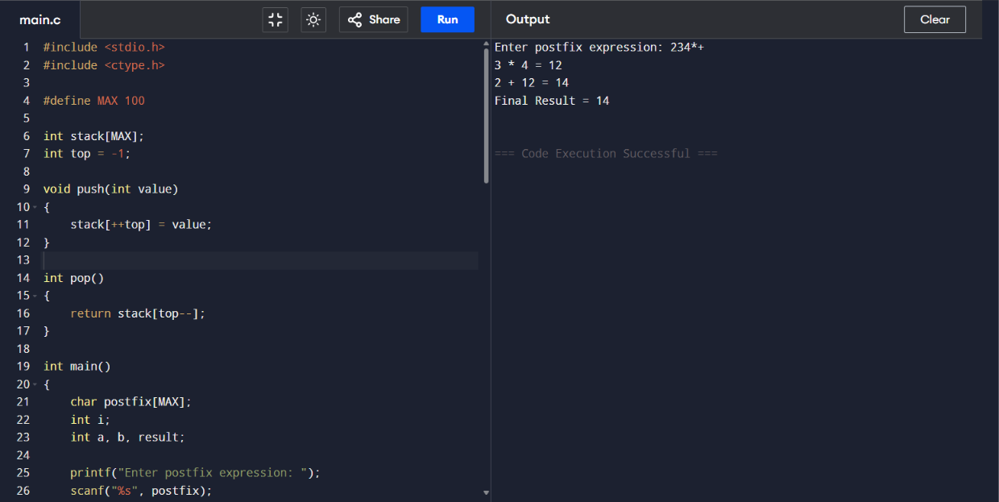 main.c
Share
Run
Output
Clear
1 #include <stdio.h>
2 #include <ctype.h>
3
4 #define MAX 100
5
6 int stack[MAX];
7 int top = -1;
8
9 void push(int value)
10 {
11     stack[++top] = value;
12 }
13
14 int pop()
15 {
16     return stack[top--];
17 }
18
19 int main()
20 {
21     char postfix[MAX];
22     int i;
23     int a, b, result;
24
25     printf("Enter postfix expression: ");
26     scanf("%s", postfix);
Enter postfix expression: 234*+
3 * 4 = 12
2 + 12 = 14
Final Result = 14
=== Code Execution Successful ===